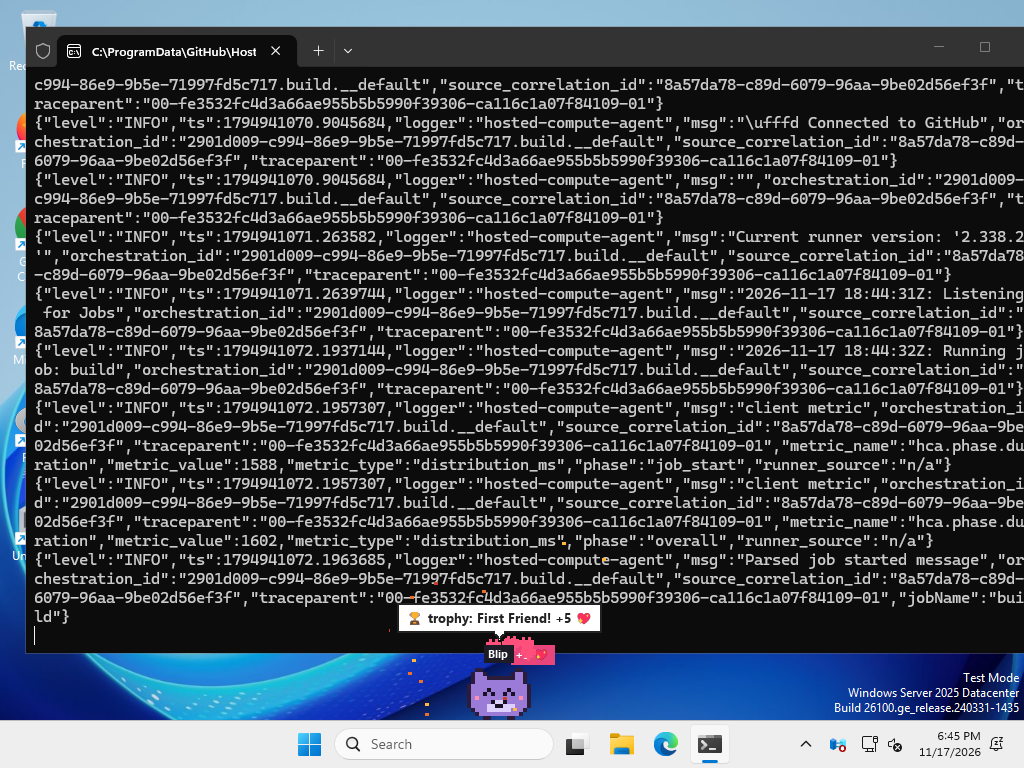 C:\ProgramData\GitHub\Host
c994-86e9-9b5e-71997fd5c717.build.__default","source_correlation_id":"8a57da78-c89d-6079-96aa-9be02d56ef3f","t
raceparent":"00-fe3532fc4d3a66ae955b5b5990f39306-ca116c1a07f84109-01"}
{"level":"INFO","ts":1794941070.9045684,"logger":"hosted-compute-agent","msg":"\ufffd Connected to GitHub","or
chestration_id":"2901d009-c994-86e9-9b5e-71997fd5c717.build.__default","source_correlation_id":"8a57da78-c89d-
6079-96aa-9be02d56ef3f","traceparent":"00-fe3532fc4d3a66ae955b5b5990f39306-ca116c1a07f84109-01"}
{"level":"INFO","ts":1794941070.9045684,"logger":"hosted-compute-agent","msg":"","orchestration_id":"2901d009-
c994-86e9-9b5e-71997fd5c717.build.__default","source_correlation_id":"8a57da78-c89d-6079-96aa-9be02d56ef3f","t
raceparent":"00-fe3532fc4d3a66ae955b5b5990f39306-ca116c1a07f84109-01"}
{"level":"INFO","ts":1794941071.263582,"logger":"hosted-compute-agent","msg":"Current runner version: '2.338.2
'","orchestration_id":"2901d009-c994-86e9-9b5e-71997fd5c717.build.__default","source_correlation_id":"8a57da78
-c89d-6079-96aa-9be02d56ef3f","traceparent":"00-fe3532fc4d3a66ae955b5b5990f39306-ca116c1a07f84109-01"}
{"level":"INFO","ts":1794941071.2639744,"logger":"hosted-compute-agent","msg":"2026-11-17 18:44:31Z: Listening
 for Jobs","orchestration_id":"2901d009-c994-86e9-9b5e-71997fd5c717.build.__default","source_correlation_id":"
8a57da78-c89d-6079-96aa-9be02d56ef3f","traceparent":"00-fe3532fc4d3a66ae955b5b5990f39306-ca116c1a07f84109-01"}
{"level":"INFO","ts":1794941072.1937144,"logger":"hosted-compute-agent","msg":"2026-11-17 18:44:32Z: Running j
ob: build","orchestration_id":"2901d009-c994-86e9-9b5e-71997fd5c717.build.__default","source_correlation_id":"
8a57da78-c89d-6079-96aa-9be02d56ef3f","traceparent":"00-fe3532fc4d3a66ae955b5b5990f39306-ca116c1a07f84109-01"}
{"level":"INFO","ts":1794941072.1957307,"logger":"hosted-compute-agent","msg":"client metric","orchestration_i
d":"2901d009-c994-86e9-9b5e-71997fd5c717.build.__default","source_correlation_id":"8a57da78-c89d-6079-96aa-9be
02d56ef3f","traceparent":"00-fe3532fc4d3a66ae955b5b5990f39306-ca116c1a07f84109-01","metric_name":"hca.phase.du
ration","metric_value":1588,"metric_type":"distribution_ms","phase":"job_start","runner_source":"n/a"}
{"level":"INFO","ts":1794941072.1957307,"logger":"hosted-compute-agent","msg":"client metric","orchestration_i
d":"2901d009-c994-86e9-9b5e-71997fd5c717.build.__default","source_correlation_id":"8a57da78-c89d-6079-96aa-9be
02d56ef3f","traceparent":"00-fe3532fc4d3a66ae955b5b5990f39306-ca116c1a07f84109-01","metric_name":"hca.phase.du
ration","metric_value":1602,"metric_type":"distribution_ms","phase":"overall","runner_source":"n/a"}
{"level":"INFO","ts":1794941072.1963685,"logger":"hosted-compute-agent","msg":"Parsed job started message","or
chestration_id":"2901d009-c994-86e9-9b5e-71997fd5c717.build.__default","source_correlation_id":"8a57da78-c89d-
6079-96aa-9be02d56ef3f","traceparent":"00-fe3532fc4d3a66ae955b5b5990f39306-ca116c1a07f84109-01","jobName":"bui
ld"}
🏆 trophy: First Friend! +5 💖
Blip
Test Mode
Windows Server 2025 Datacenter
Build 26100.ge_release.240331-1435
Search
6:45 PM
11/17/2026